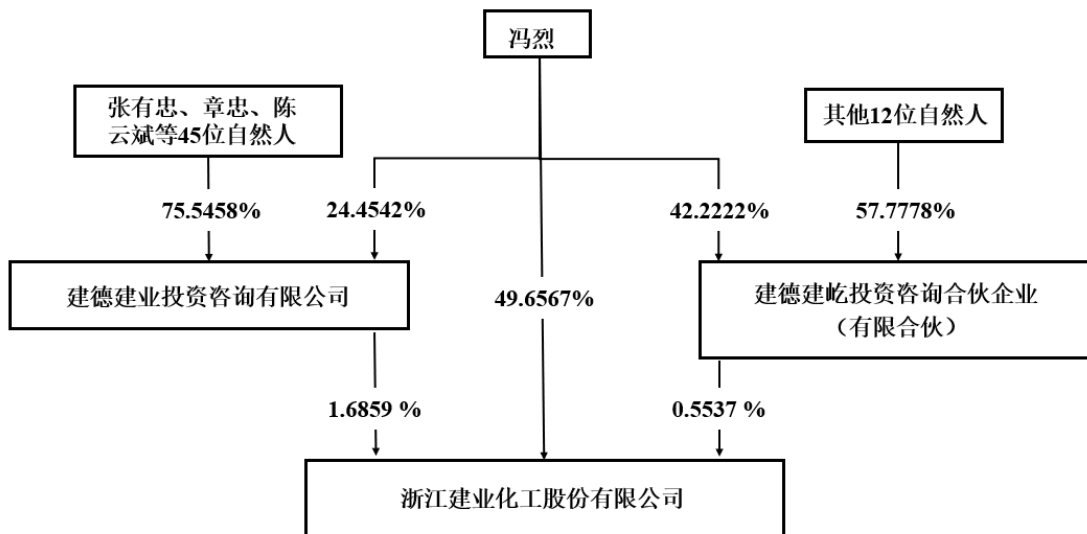 冯烈
张有忠、章忠、陈
云斌等45位自然人
其他12位自然人
75.5458%
24.4542%
42.2222%
57.7778%
建德建业投资咨询有限公司
49.6567%
建德建屹投资咨询合伙企业
（有限合伙）
1.6859 %
0.5537 %
浙江建业化工股份有限公司